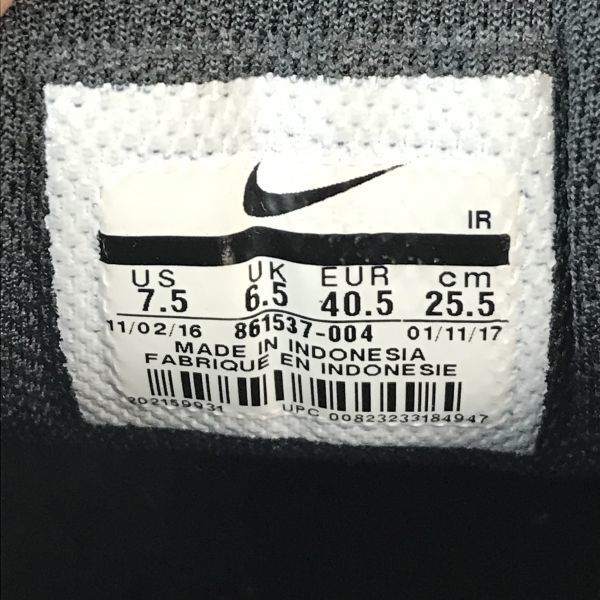 IR
US UK EUR cm
7.5 6.5 40.5 25.5
11/02/16 861537-004 01/11/17
MADE IN INDONESIA
FABRIQUE EN INDONESIE
202159931 UPC 00823233184947